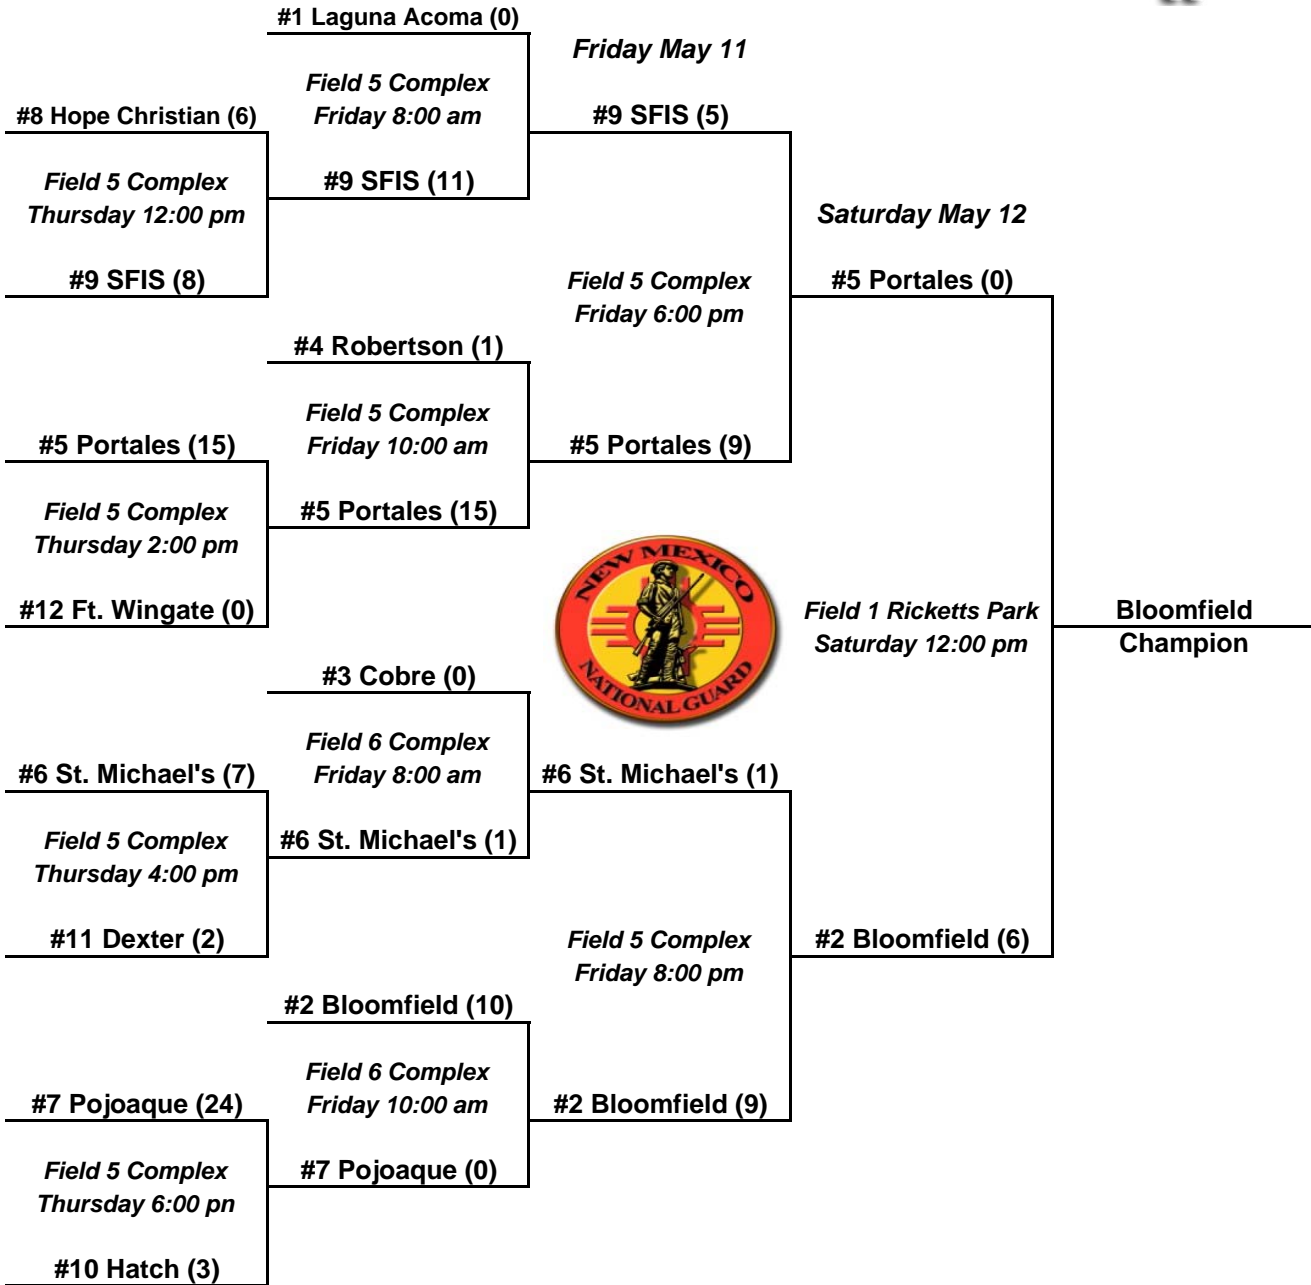 #1 Laguna Acoma (0)
Friday May 11
Field 5 Complex
Friday 8:00 am
#8 Hope Christian (6)
#9 SFIS (5)
Field 5 Complex
Thursday 12:00 pm
#9 SFIS (11)
Saturday May 12
#9 SFIS (8)
Field 5 Complex
Friday 6:00 pm
#5 Portales (0)
#4 Robertson (1)
Field 5 Complex
Friday 10:00 am
#5 Portales (15)
#5 Portales (9)
Field 5 Complex
Thursday 2:00 pm
#5 Portales (15)
NEW MEXICO
NATIONAL GUARD
#12 Ft. Wingate (0)
Field 1 Ricketts Park
Saturday 12:00 pm
Bloomfield
Champion
#3 Cobre (0)
Field 6 Complex
Friday 8:00 am
#6 St. Michael's (7)
#6 St. Michael's (1)
Field 5 Complex
Thursday 4:00 pm
#6 St. Michael's (1)
#11 Dexter (2)
Field 5 Complex
Friday 8:00 pm
#2 Bloomfield (6)
#2 Bloomfield (10)
Field 6 Complex
Friday 10:00 am
#7 Pojoaque (24)
#2 Bloomfield (9)
Field 5 Complex
Thursday 6:00 pn
#7 Pojoaque (0)
#10 Hatch (3)